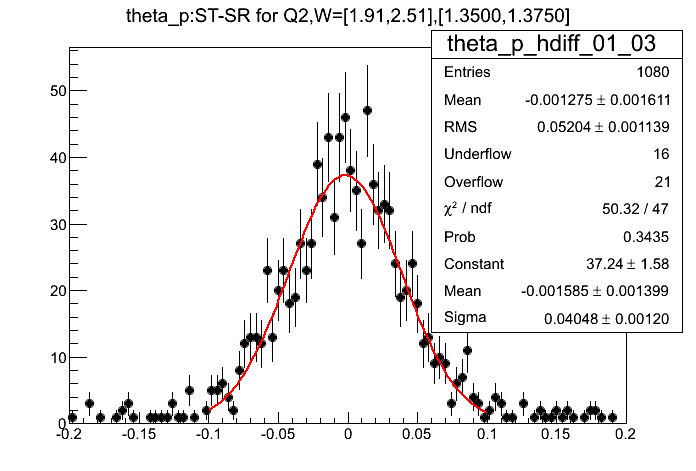 theta_p:ST-SR for Q2,W=[1.91,2.51],[1.3500,1.3750]
theta_p_hdiff_01_03
Entries 1080
Mean -0.001275 ± 0.001611
RMS 0.05204 ± 0.001139
Underflow 16
Overflow 21
χ² / ndf 50.32 / 47
Prob 0.3435
Constant 37.24 ± 1.58
Mean -0.001585 ± 0.001399
Sigma 0.04048 ± 0.00120
50
40
30
20
10
0
-0.2 -0.15 -0.1 -0.05 0 0.05 0.1 0.15 0.2